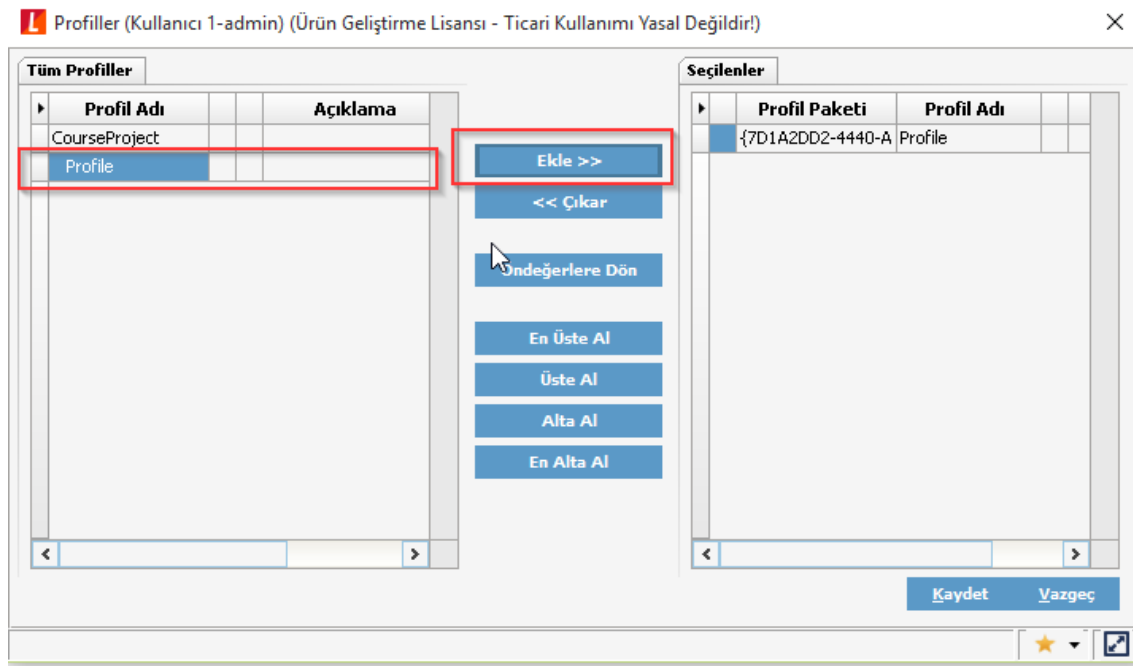 Profiller (Kullanıcı 1-admin) (Ürün Geliştirme Lisansı - Ticari Kullanımı Yasal Değildir!)
Tüm Profiller
Profil Adı Açıklama
CourseProject
Profile
Ekle >>
<< Çıkar
Öndeğerlere Dön
En Üste Al
Üste Al
Alta Al
En Alta Al
Seçilenler
Profil Paketi Profil Adı
{7D1A2DD2-4440-A Profile
Kaydet Vazgeç